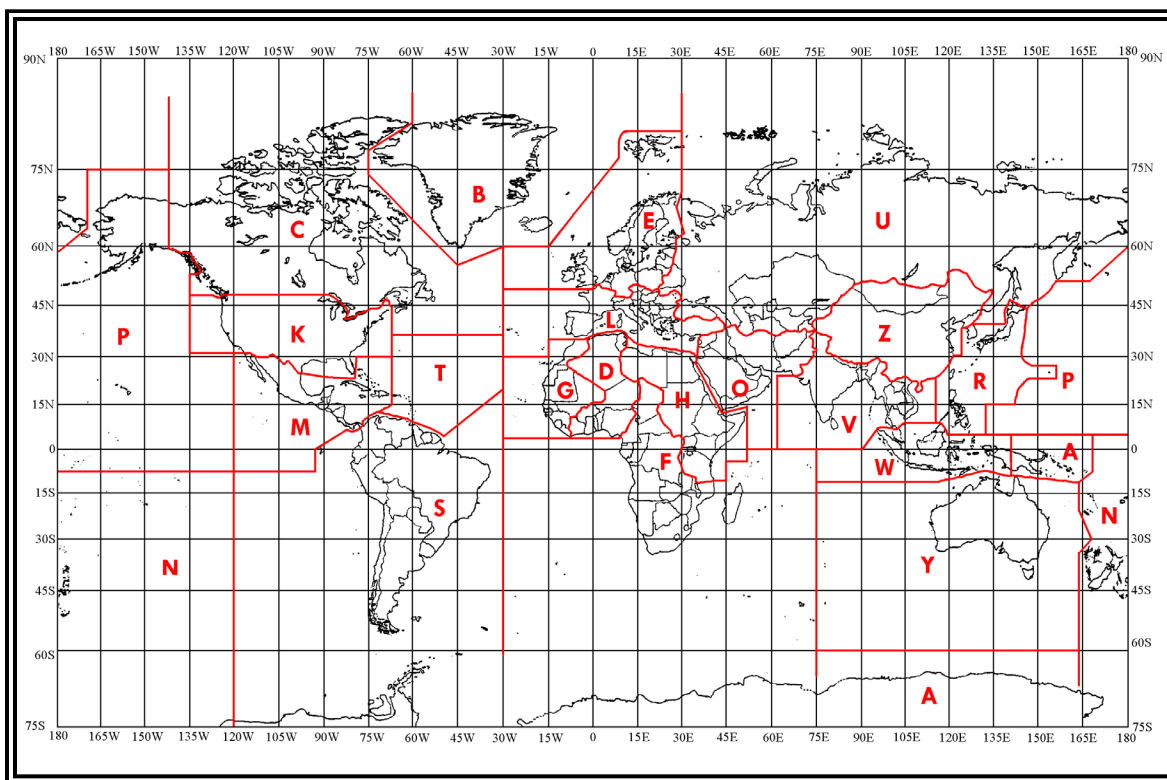 180 165W 150W 135W 120W 105W 90W 75W 60W 45W 30W 15W 0 15E 30E 45E 60E 75E 90E 105E 120E 135E 150E 165E 180
90N 90N
75N 75N
B
E U
C
60N 60N
45N 45N
L
P K Z
30N 30N
T D R P
G H O
15N 15N
M V
0 A 0
F W
15S 15S
S N
30S 30S
N Y
45S 45S
60S 60S
A
75S 75S
180 165W 150W 135W 120W 105W 90W 75W 60W 45W 30W 15W 0 15E 30E 45E 60E 75E 90E 105E 120E 135E 150E 165E 180